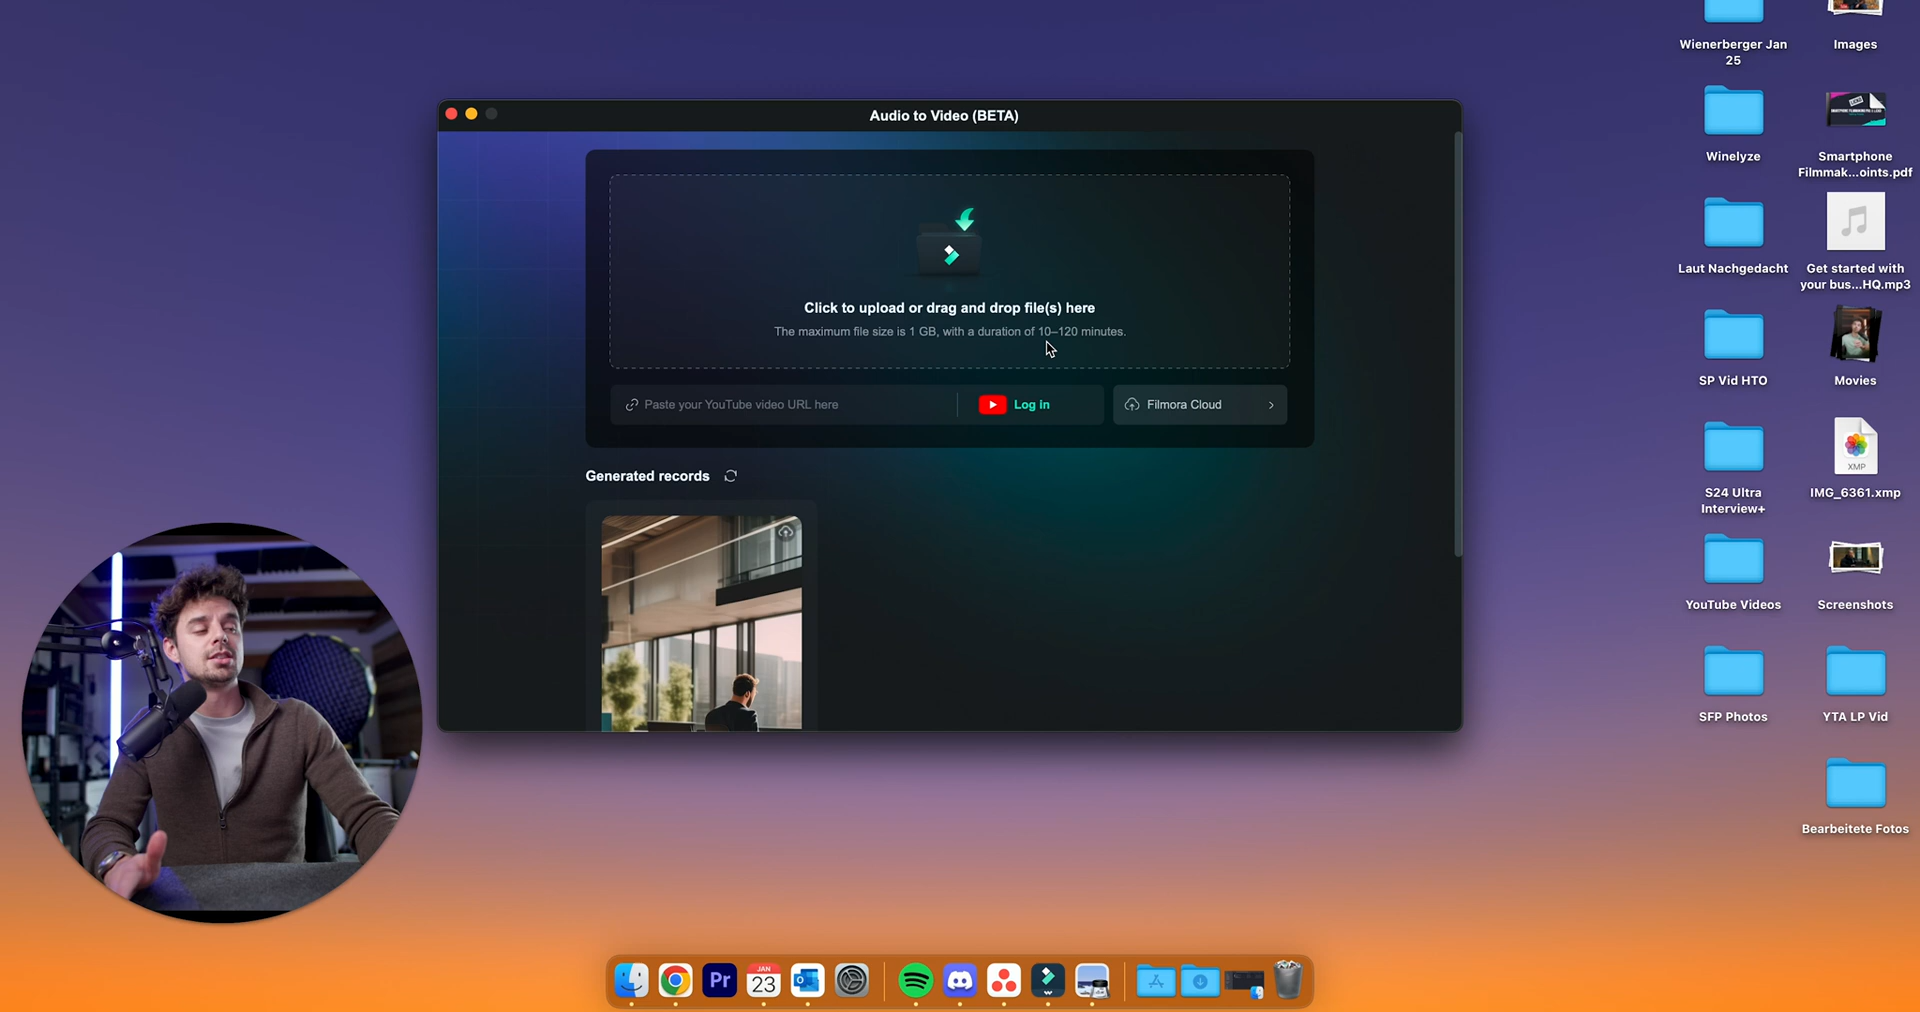 Audio to Video (BETA)
Click to upload or drag and drop file(s) here
The maximum file size is 1 GB, with a duration of 10–120 minutes.
Paste your YouTube video URL here
Log in
Filmora Cloud
Generated records
Wienerberger Jan
25
Images
Winelyze
Smartphone
Filmmak...oints.pdf
Laut Nachgedacht
Get started with
your bus...HQ.mp3
SP Vid HTO
Movies
S24 Ultra
Interview+
XMP
IMG_6361.xmp
YouTube Videos
Screenshots
SFP Photos
YTA LP Vid
Bearbeitete Fotos
Pr
JAN
23